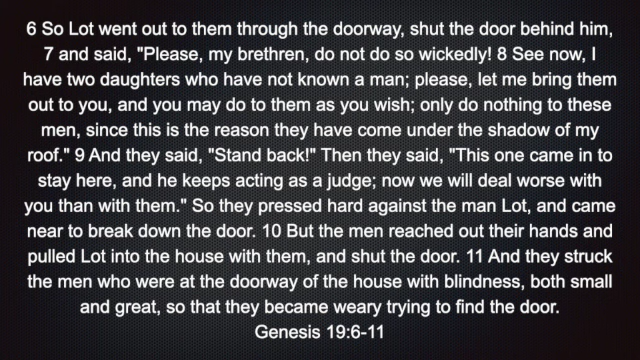 6 So Lot went out to them through the doorway, shut the door behind him,
7 and said, "Please, my brethren, do not do so wickedly! 8 See now, I
have two daughters who have not known a man; please, let me bring them
out to you, and you may do to them as you wish; only do nothing to these
men, since this is the reason they have come under the shadow of my
roof." 9 And they said, "Stand back!" Then they said, "This one came in to
stay here, and he keeps acting as a judge; now we will deal worse with
you than with them." So they pressed hard against the man Lot, and came
near to break down the door. 10 But the men reached out their hands and
pulled Lot into the house with them, and shut the door. 11 And they struck
the men who were at the doorway of the house with blindness, both small
and great, so that they became weary trying to find the door.
Genesis 19:6-11